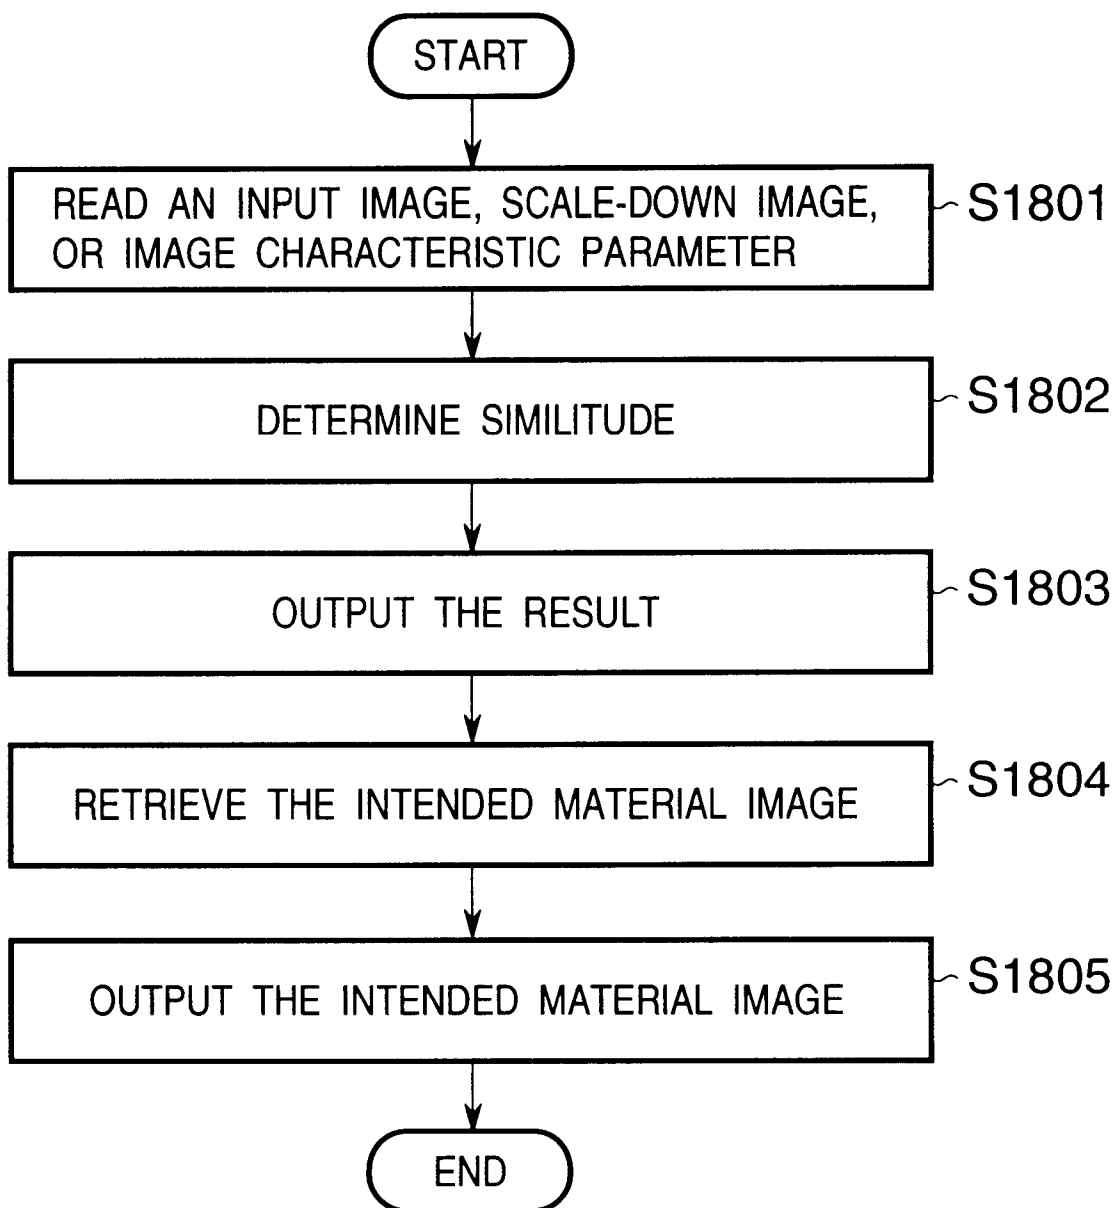 START
READ AN INPUT IMAGE, SCALE-DOWN IMAGE,
OR IMAGE CHARACTERISTIC PARAMETER
S1801
DETERMINE SIMILITUDE
S1802
OUTPUT THE RESULT
S1803
RETRIEVE THE INTENDED MATERIAL IMAGE
S1804
OUTPUT THE INTENDED MATERIAL IMAGE
S1805
END